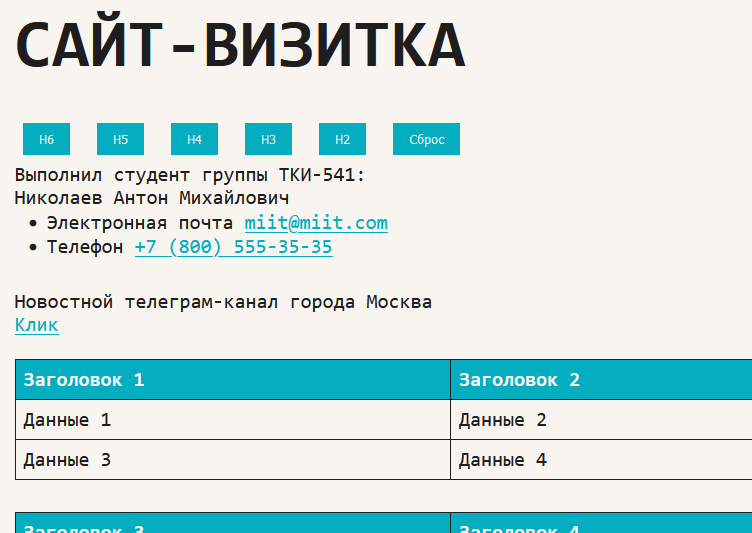 САЙТ-ВИЗИТКА
H6 H5 H4 H3 H2 Сброс
Выполнил студент группы ТКИ-541:
Николаев Антон Михайлович
• Электронная почта miit@miit.com
• Телефон +7 (800) 555-35-35
Новостной телеграм-канал города Москва
Клик
Заголовок 1 Заголовок 2
Данные 1 Данные 2
Данные 3 Данные 4
Заголовок 3 Заголовок 4